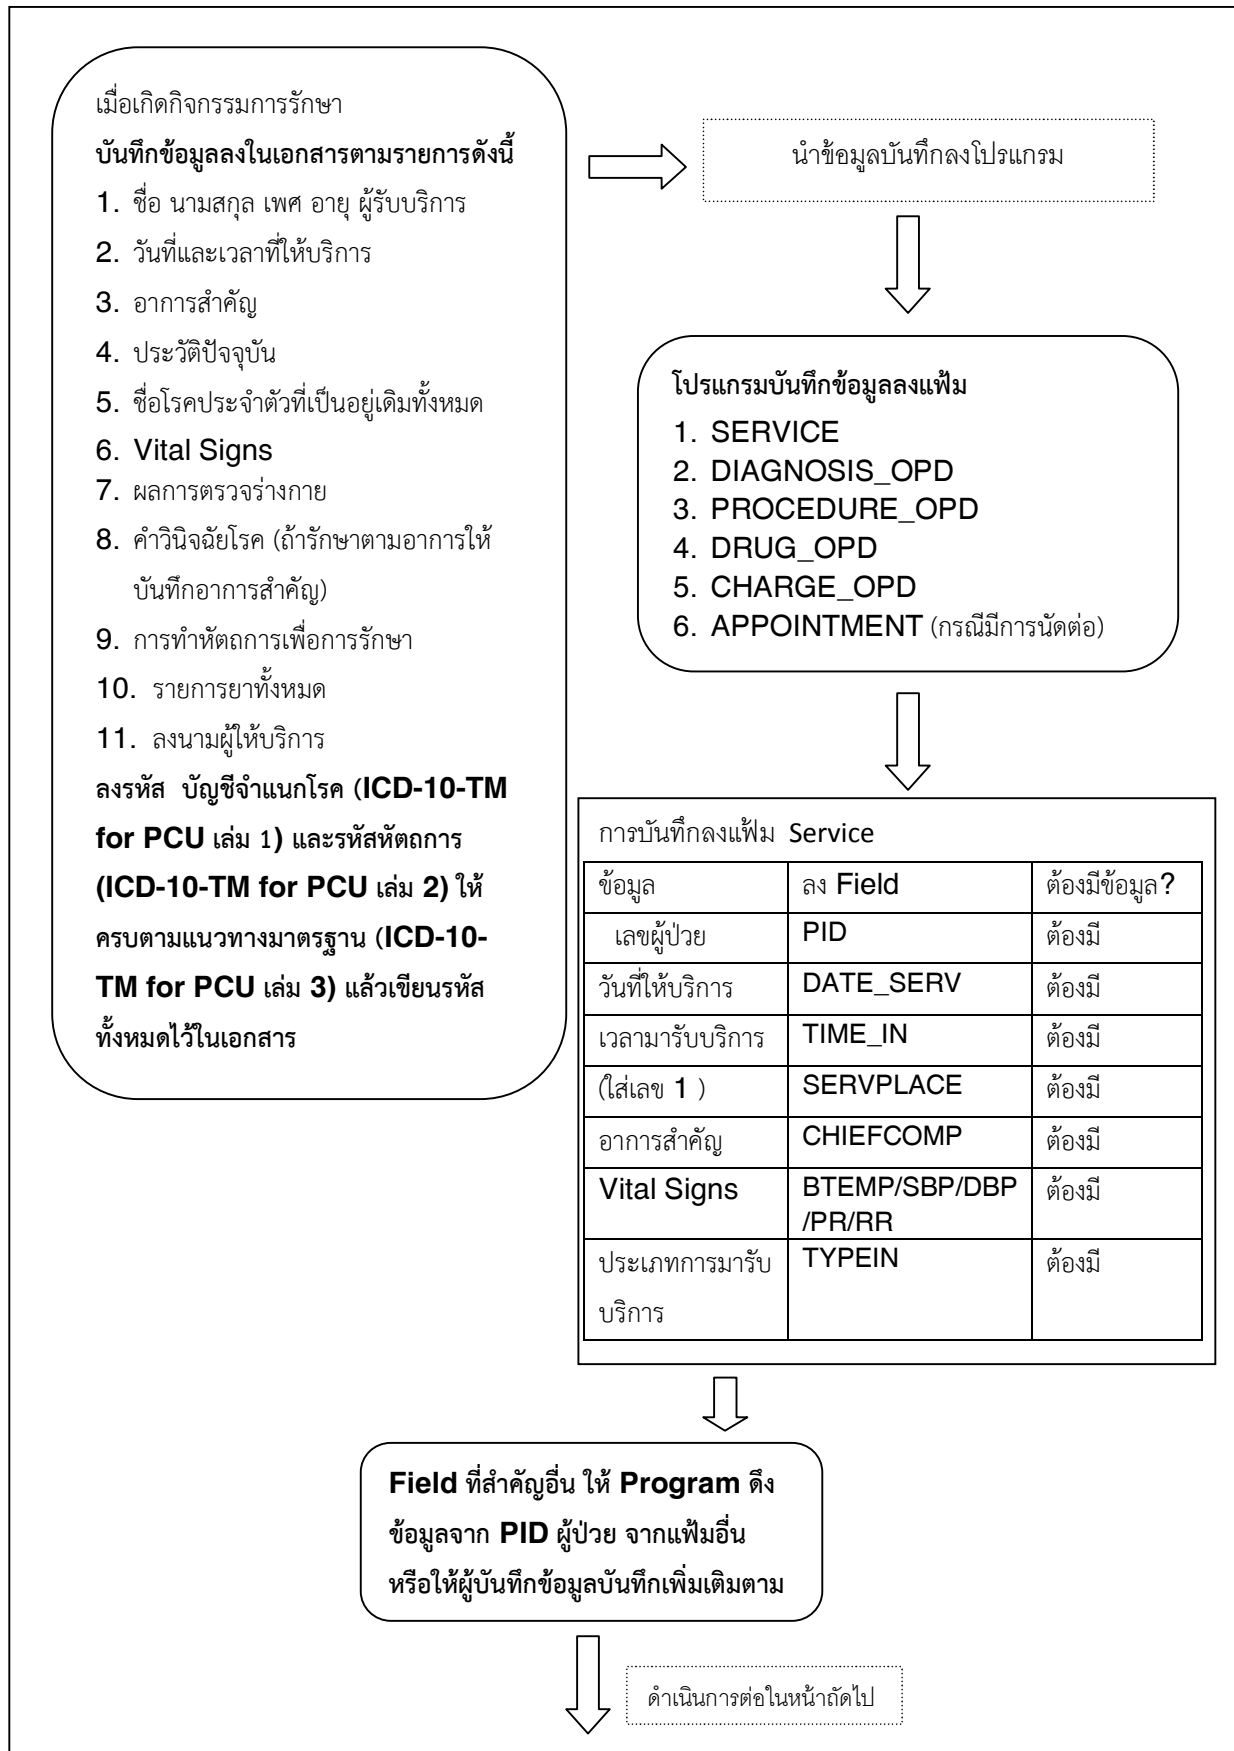 เมื่อเกิดกิจกรรมการรักษา
บันทึกข้อมูลลงในเอกสารตามรายการดังนี้
1. ชื่อ นามสกุล เพศ อายุ ผู้รับบริการ
2. วันที่และเวลาที่ให้บริการ
3. อาการสำคัญ
4. ประวัติปัจจุบัน
5. ชื่อโรคประจำตัวที่เป็นอยู่เดิมทั้งหมด
6. Vital Signs
7. ผลการตรวจร่างกาย
8. คำวินิจฉัยโรค (ถ้ารักษาตามอาการให้
บันทึกอาการสำคัญ)
9. การทำหัตถการเพื่อการรักษา
10. รายการยาทั้งหมด
11. ลงนามผู้ให้บริการ
ลงรหัส บัญชีจำแนกโรค (ICD-10-TM
for PCU เล่ม 1) และรหัสหัตถการ
(ICD-10-TM for PCU เล่ม 2) ให้
ครบตามแนวทางมาตรฐาน (ICD-10-
TM for PCU เล่ม 3) แล้วเขียนรหัส
ทั้งหมดไว้ในเอกสาร
นำข้อมูลบันทึกลงโปรแกรม
โปรแกรมบันทึกข้อมูลลงแฟ้ม
1. SERVICE
2. DIAGNOSIS_OPD
3. PROCEDURE_OPD
4. DRUG_OPD
5. CHARGE_OPD
6. APPOINTMENT (กรณีมีการนัดต่อ)
การบันทึกลงแฟ้ม Service
ข้อมูล ลง Field ต้องมีข้อมูล?
เลขผู้ป่วย PID ต้องมี
วันที่ให้บริการ DATE_SERV ต้องมี
เวลามารับบริการ TIME_IN ต้องมี
(ใส่เลข 1 ) SERVPLACE ต้องมี
อาการสำคัญ CHIEFCOMP ต้องมี
Vital Signs BTEMP/SBP/DBP ต้องมี
/PR/RR
ประเภทการมารับ TYPEIN ต้องมี
บริการ
Field ที่สำคัญอื่น ให้ Program ดึง
ข้อมูลจาก PID ผู้ป่วย จากแฟ้มอื่น
หรือให้ผู้บันทึกข้อมูลบันทึกเพิ่มเติมตาม
ดำเนินการต่อในหน้าถัดไป